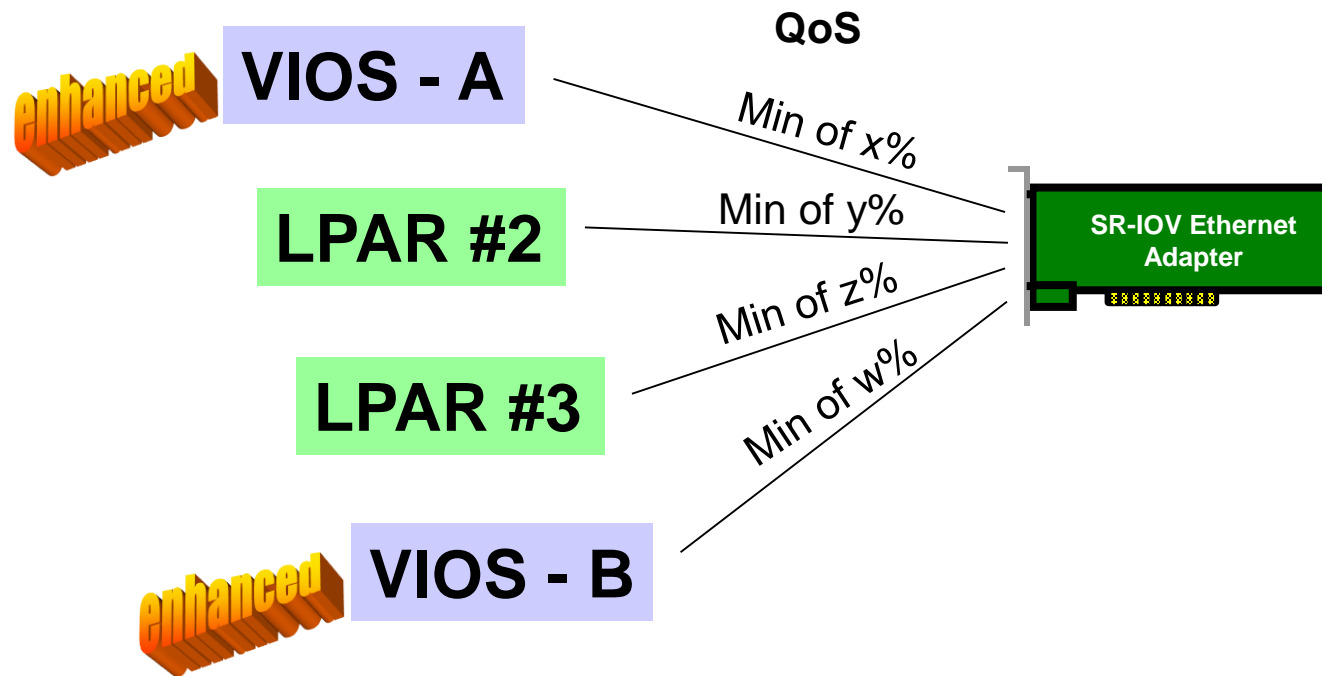 QoS
enhanced
VIOS - A
Min of x%
LPAR #2
Min of y%
SR-IOV Ethernet
Adapter
Min of z%
LPAR #3
Min of w%
enhanced
VIOS - B